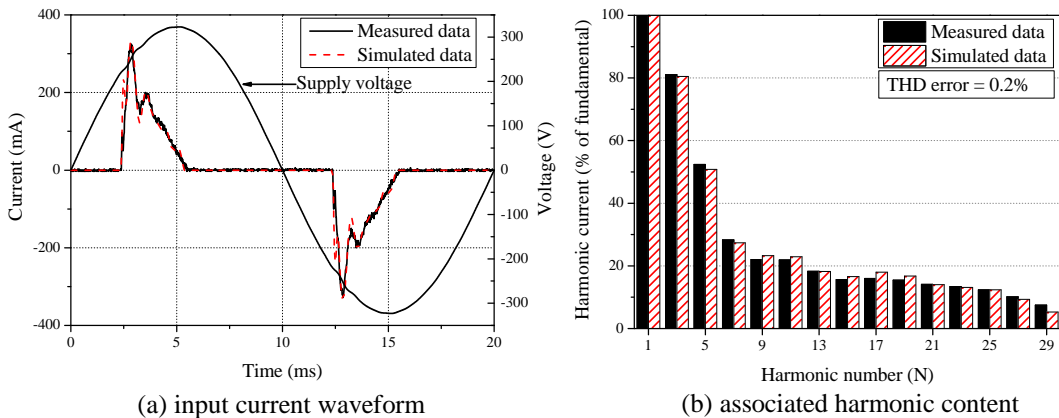 400
200
0
-200
-400
Current (mA)
300
200
100
0
-100
-200
-300
Voltage (V)
Measured data
Simulated data
Supply voltage
0
5
10
15
20
Time (ms)
(a) input current waveform
100
80
60
40
20
0
Harmonic current (% of fundamental)
Measured data
Simulated data
THD error = 0.2%
1
5
9
13
17
21
25
29
Harmonic number (N)
(b) associated harmonic content